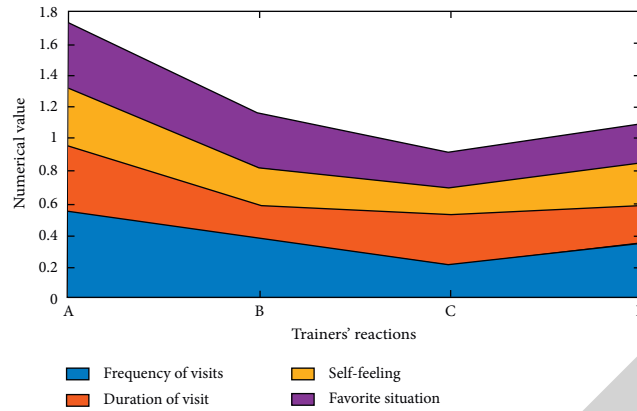 1.8
1.6
1.4
1.2
1
0.8
0.6
0.4
0.2
0
Numerical value
A B C
Trainers' reactions
Frequency of visits
Self-feeling
Duration of visit
Favorite situation